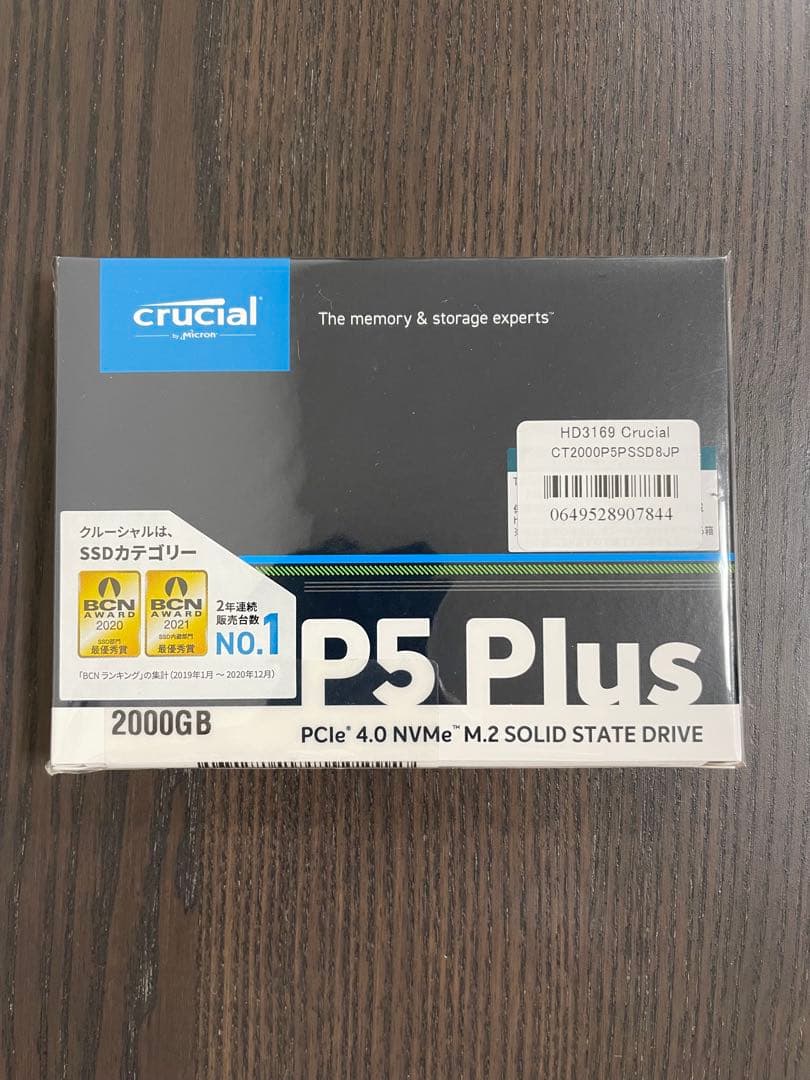 crucial
by Micron
The memory & storage experts™
HD3169 Crucial
CT2000P5PSSD8JP
0649528907844
クルーシャルは、
SSDカテゴリー
BCN
AWARD
2020
SSD部門
最優秀賞
BCN
AWARD
2021
SSD内蔵部門
最優秀賞
2年連続
販売台数
NO.1
「BCN ランキング」の集計（2019年1月 〜 2020年12月）
P5 Plus
2000GB
PCIe® 4.0 NVMe™ M.2 SOLID STATE DRIVE